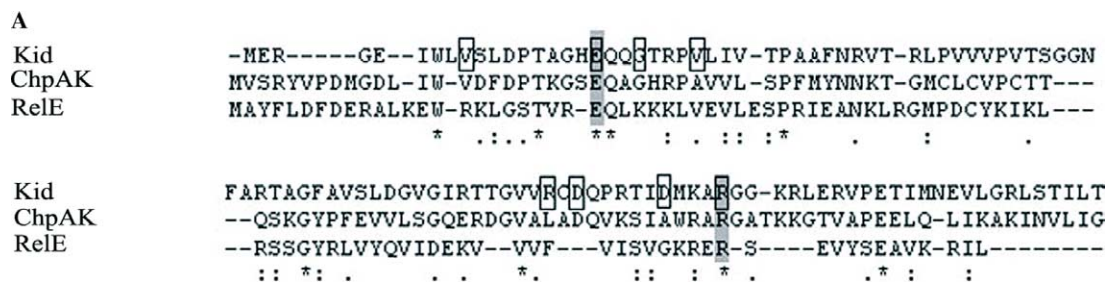 A
Kid -MER-----GE--IWLVSLDPTAGHEQQGTRPVLIV-TPAAFNRVT-RLPVVVPVTSGGN
ChpAK MVSRYVPDMGDL-IW-VDFDPTKGSEQAGHRPAVVL-SPFMYNNKT-GMCLCVPCTT---
RelE MAYFLDFDERALKEW-RKLGSTVR-EQLKKKLVEVLESPRIEANKLRGMPDCYKIKL---
* .:..* ** : .:: :* . : .
Kid FARTAGFAVSLDGVGIRTTGVVRCDQPRTIDMKARGG-KRLERVPETIMNEVLGRLSTILT
ChpAK --QSKGYPFEVVLSGQERDGVALADQVKSIAWRARGATKKGTVAPEELQ-LIKAKINVLIG
RelE --RSSGYRLVYQVIDEKV--VVF---VISVGKRER-S----EVYSEAVK-RIL--------
:: *: . . . *. :: : * . .* : :